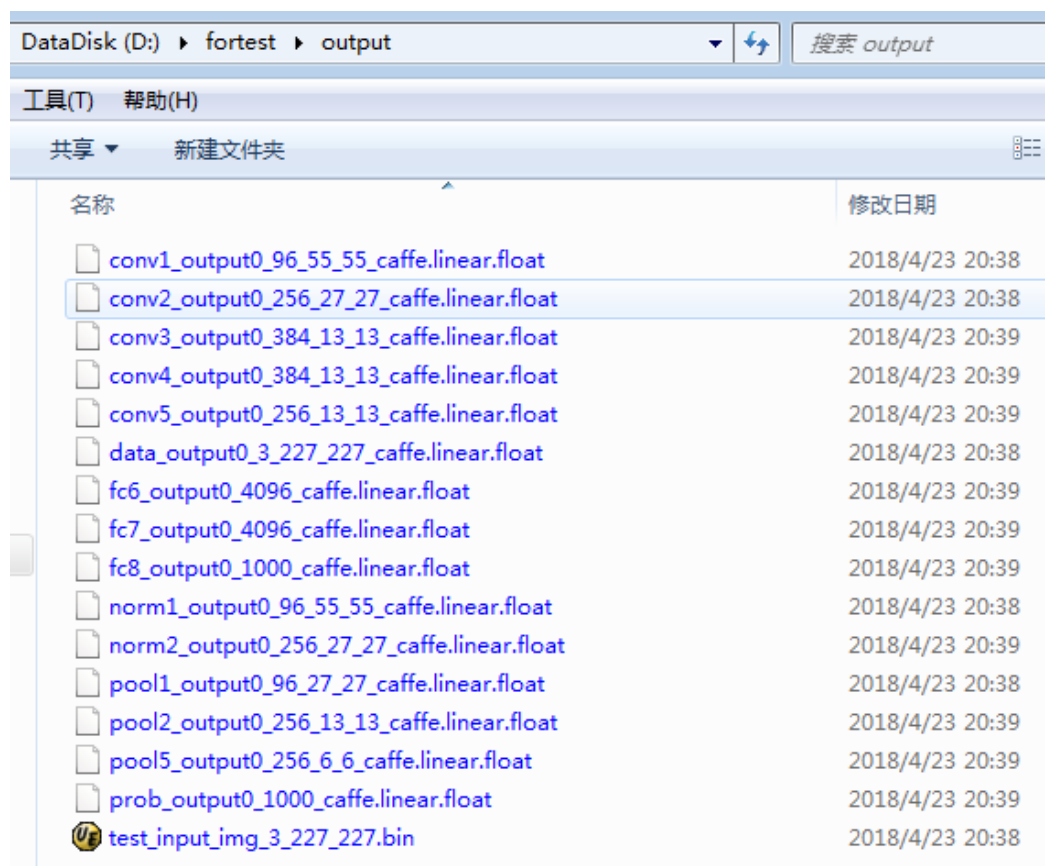 DataDisk (D:) fortest output 搜索 output
工具(T) 帮助(H)
共享 新建文件夹
名称 修改日期
conv1_output0_96_55_55_caffe.linear.float 2018/4/23 20:38
conv2_output0_256_27_27_caffe.linear.float 2018/4/23 20:38
conv3_output0_384_13_13_caffe.linear.float 2018/4/23 20:39
conv4_output0_384_13_13_caffe.linear.float 2018/4/23 20:39
conv5_output0_256_13_13_caffe.linear.float 2018/4/23 20:39
data_output0_3_227_227_caffe.linear.float 2018/4/23 20:38
fc6_output0_4096_caffe.linear.float 2018/4/23 20:39
fc7_output0_4096_caffe.linear.float 2018/4/23 20:39
fc8_output0_1000_caffe.linear.float 2018/4/23 20:39
norm1_output0_96_55_55_caffe.linear.float 2018/4/23 20:38
norm2_output0_256_27_27_caffe.linear.float 2018/4/23 20:39
pool1_output0_96_27_27_caffe.linear.float 2018/4/23 20:38
pool2_output0_256_13_13_caffe.linear.float 2018/4/23 20:39
pool5_output0_256_6_6_caffe.linear.float 2018/4/23 20:39
prob_output0_1000_caffe.linear.float 2018/4/23 20:39
UE test_input_img_3_227_227.bin 2018/4/23 20:38